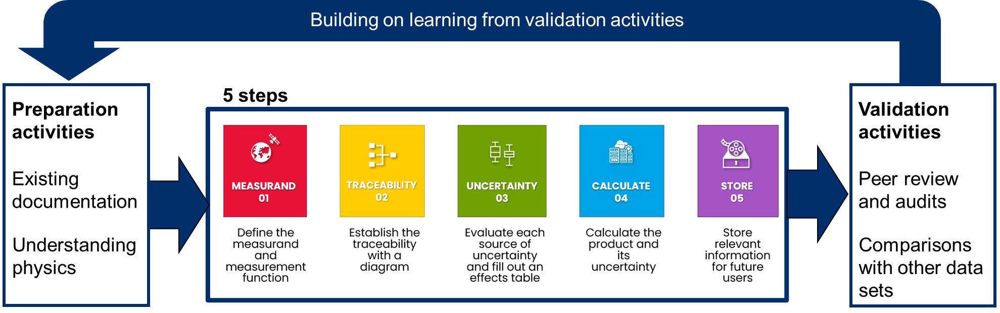 Building on learning from validation activities
Preparation
activities
Existing
documentation
Understanding
physics
5 steps
MEASURAND
01
Define the
measurand
and
measurement
function
TRACEABILITY
02
Establish the
traceability
with a
diagram
UNCERTAINTY
03
Evaluate each
source of
uncertainty
and fill out an
effects table
CALCULATE
04
Calculate the
product and
its
uncertainty
STORE
05
Store
relevant
information
for future
users
Validation
activities
Peer review
and audits
Comparisons
with other data
sets